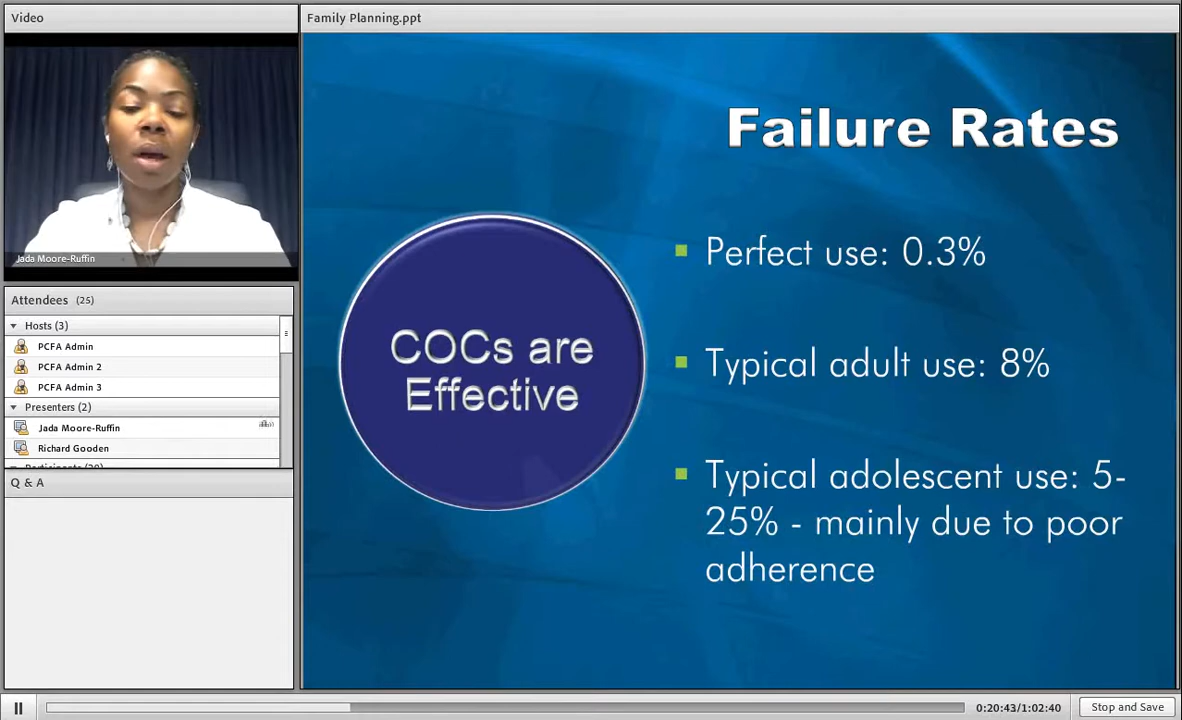 Video
Jada Moore-Ruffin
Attendees (25)
Hosts (3)
PCFA Admin
PCFA Admin 2
PCFA Admin 3
Presenters (2)
Jada Moore-Ruffin
Richard Gooden
Q & A
Family Planning.ppt
Failure Rates
COCs are
Effective
Perfect use: 0.3%
Typical adult use: 8%
Typical adolescent use: 5-
25% - mainly due to poor
adherence
0:20:43/1:02:40
Stop and Save